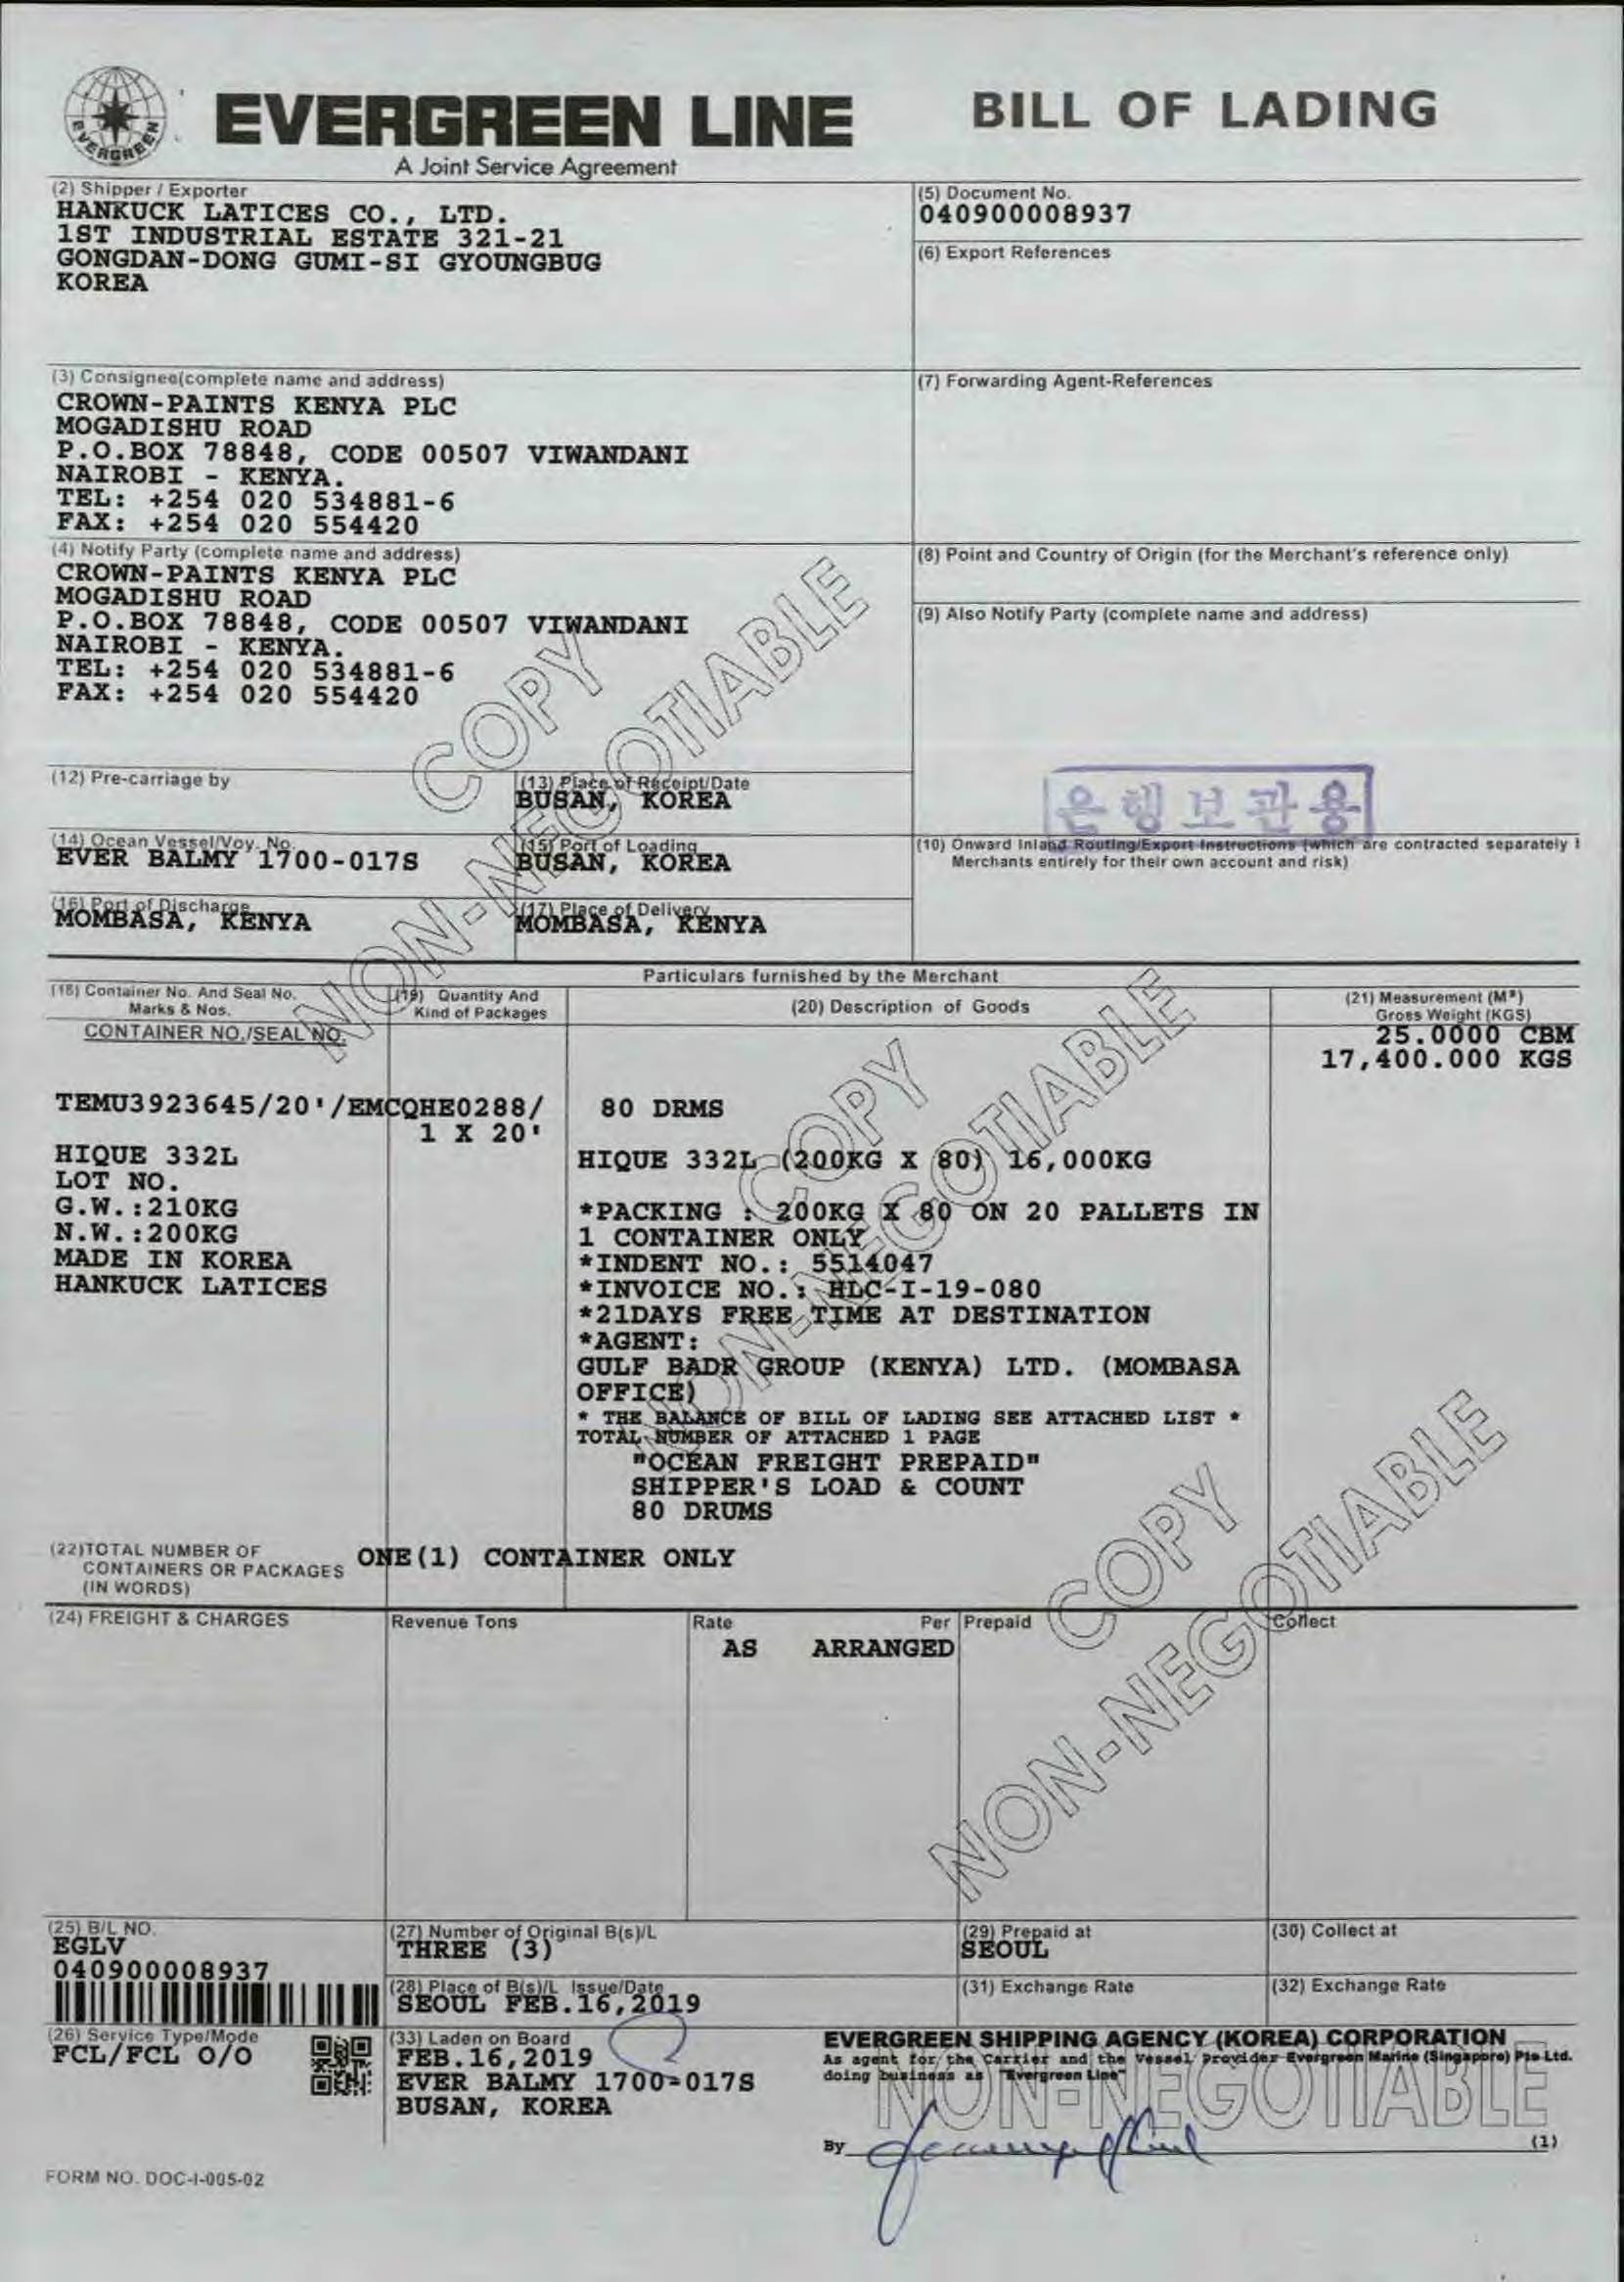 EVERGREEN
EVERGREEN LINE
A Joint Service Agreement
BILL OF LADING
(2) Shipper / Exporter
HANKUCK LATICES CO., LTD.
1ST INDUSTRIAL ESTATE 321-21
GONGDAN-DONG GUMI-SI GYOUNGBUG
KOREA
(5) Document No.
040900008937
(6) Export References
(3) Consignee(complete name and address)
CROWN-PAINTS KENYA PLC
MOGADISHU ROAD
P.O.BOX 78848, CODE 00507 VIWANDANI
NAIROBI - KENYA.
TEL: +254 020 534881-6
FAX: +254 020 554420
(7) Forwarding Agent-References
(4) Notify Party (complete name and address)
CROWN-PAINTS KENYA PLC
MOGADISHU ROAD
P.O.BOX 78848, CODE 00507 VIWANDANI
NAIROBI - KENYA.
TEL: +254 020 534881-6
FAX: +254 020 554420
(8) Point and Country of Origin (for the Merchant's reference only)
(9) Also Notify Party (complete name and address)
COPY
NON-NEGOTIABLE
은행보관용
(12) Pre-carriage by
(13) Place of Receipt/Date
BUSAN, KOREA
(14) Ocean Vessel/Voy. No.
EVER BALMY 1700-017S
(15) Port of Loading
BUSAN, KOREA
(10) Onward Inland Routing/Export Instructions (which are contracted separately
Merchants entirely for their own account and risk)
(16) Port of Discharge
MOMBASA, KENYA
(17) Place of Delivery
MOMBASA, KENYA
Particulars furnished by the Merchant
(18) Container No. And Seal No.
Marks & Nos.
(19) Quantity And
Kind of Packages
(20) Description of Goods
(21) Measurement (M³)
Gross Weight (KGS)
CONTAINER NO./SEAL NO.
25.0000 CBM
17,400.000 KGS
TEMU3923645/20'/EMCQHE0288/
1 X 20'
80 DRMS
HIQUE 332L
LOT NO.
G.W.:210KG
N.W.:200KG
MADE IN KOREA
HANKUCK LATICES
HIQUE 332L (200KG X 80) 16,000KG
*PACKING : 200KG X 80 ON 20 PALLETS IN
1 CONTAINER ONLY
*INDENT NO.: 5514047
*INVOICE NO.: HLC-I-19-080
*21DAYS FREE TIME AT DESTINATION
*AGENT:
GULF BADR GROUP (KENYA) LTD. (MOMBASA
OFFICE)
* THE BALANCE OF BILL OF LADING SEE ATTACHED LIST *
TOTAL NUMBER OF ATTACHED 1 PAGE
"OCEAN FREIGHT PREPAID"
SHIPPER'S LOAD & COUNT
80 DRUMS
COPY
NON-NEGOTIABLE
(22)TOTAL NUMBER OF
CONTAINERS OR PACKAGES
(IN WORDS)
ONE(1) CONTAINER ONLY
(24) FREIGHT & CHARGES
Revenue Tons
Rate
Per
Prepaid
Collect
AS ARRANGED
COPY
NON-NEGOTIABLE
(25) B/L NO.
EGLV
040900008937
(27) Number of Original B(s)/L
THREE (3)
(29) Prepaid at
SEOUL
(30) Collect at
(28) Place of B(s)/L Issue/Date
SEOUL FEB.16,2019
(31) Exchange Rate
(32) Exchange Rate
(26) Service Type/Mode
FCL/FCL O/O
(33) Laden on Board
FEB.16,2019
EVER BALMY 1700-017S
BUSAN, KOREA
EVERGREEN SHIPPING AGENCY (KOREA) CORPORATION
As agent for the Carrier and the Vessel Provider Evergreen Marine (Singapore) Pte Ltd.
doing business as "Evergreen Line"
NON-NEGOTIABLE
By
(1)
FORM NO. DOC-I-005-02